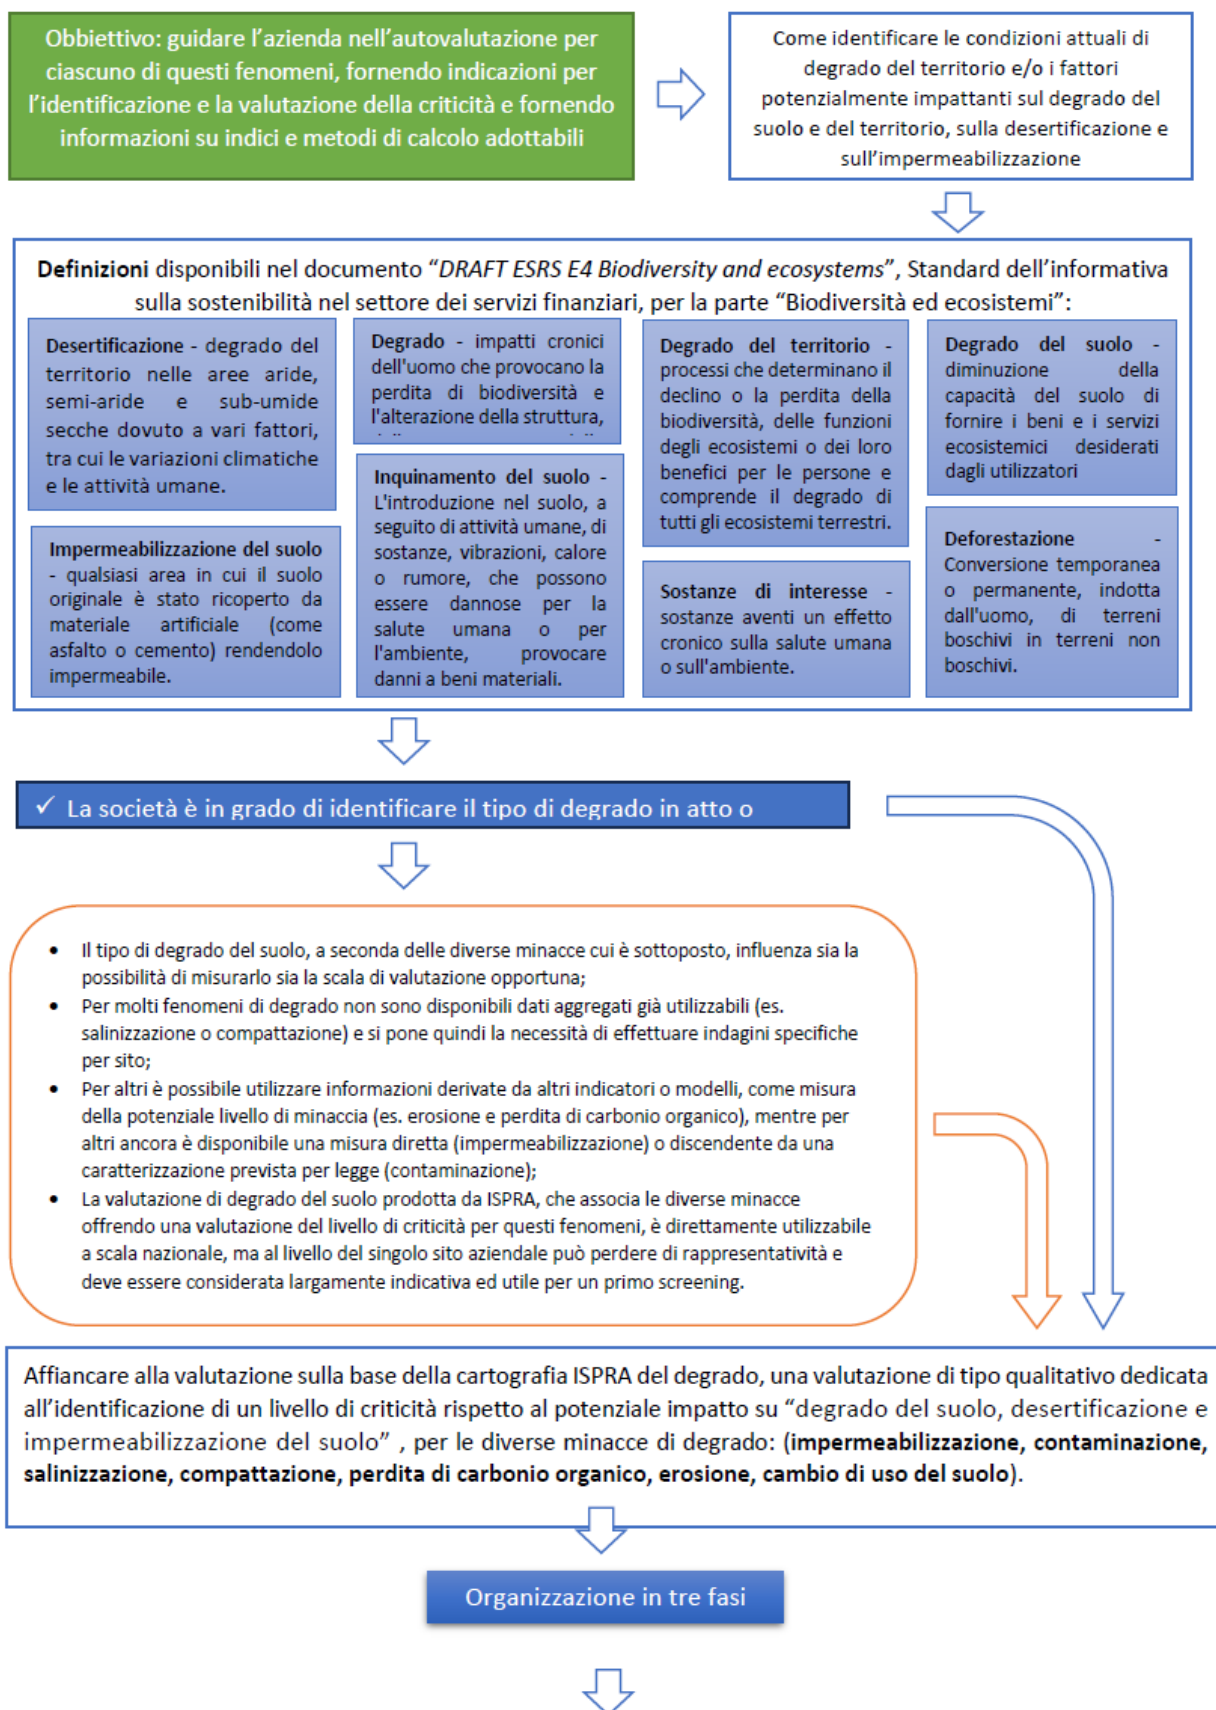 Obbiettivo: guidare l'azienda nell'autovalutazione per
ciascuno di questi fenomeni, fornendo indicazioni per
l'identificazione e la valutazione della criticità e fornendo
informazioni su indici e metodi di calcolo adottabili
Come identificare le condizioni attuali di
degrado del territorio e/o i fattori
potenzialmente impattanti sul degrado del
suolo e del territorio, sulla desertificazione e
sull'impermeabilizzazione
Definizioni disponibili nel documento “DRAFT ESRS E4 Biodiversity and ecosystems”, Standard dell'informativa
sulla sostenibilità nel settore dei servizi finanziari, per la parte “Biodiversità ed ecosistemi”:
Desertificazione - degrado del
territorio nelle aree aride,
semi-aride e sub-umide
secche dovuto a vari fattori,
tra cui le variazioni climatiche
e le attività umane.
Impermeabilizzazione del suolo
- qualsiasi area in cui il suolo
originale è stato ricoperto da
materiale artificiale (come
asfalto o cemento) rendendolo
impermeabile.
Degrado - impatti cronici
dell'uomo che provocano la
perdita di biodiversità e
l'alterazione della struttura,
Inquinamento del suolo -
L'introduzione nel suolo, a
seguito di attività umane, di
sostanze, vibrazioni, calore
o rumore, che possono
essere dannose per la
salute umana o per
l'ambiente, provocare
danni a beni materiali.
Degrado del territorio -
processi che determinano il
declino o la perdita della
biodiversità, delle funzioni
degli ecosistemi o dei loro
benefici per le persone e
comprende il degrado di
tutti gli ecosistemi terrestri.
Sostanze di interesse -
sostanze aventi un effetto
cronico sulla salute umana
o sull'ambiente.
Degrado del suolo -
diminuzione della
capacità del suolo di
fornire i beni e i servizi
ecosistemici desiderati
dagli utilizzatori
Deforestazione -
Conversione temporanea
o permanente, indotta
dall'uomo, di terreni
boschivi in terreni non
boschivi.
✓ La società è in grado di identificare il tipo di degrado in atto o
• Il tipo di degrado del suolo, a seconda delle diverse minacce cui è sottoposto, influenza sia la
possibilità di misurarlo sia la scala di valutazione opportuna;
• Per molti fenomeni di degrado non sono disponibili dati aggregati già utilizzabili (es.
salinizzazione o compattazione) e si pone quindi la necessità di effettuare indagini specifiche
per sito;
• Per altri è possibile utilizzare informazioni derivate da altri indicatori o modelli, come misura
della potenziale livello di minaccia (es. erosione e perdita di carbonio organico), mentre per
altri ancora è disponibile una misura diretta (impermeabilizzazione) o discendente da una
caratterizzazione prevista per legge (contaminazione);
• La valutazione di degrado del suolo prodotta da ISPRA, che associa le diverse minacce
offrendo una valutazione del livello di criticità per questi fenomeni, è direttamente utilizzabile
a scala nazionale, ma al livello del singolo sito aziendale può perdere di rappresentatività e
deve essere considerata largamente indicativa ed utile per un primo screening.
Affiancare alla valutazione sulla base della cartografia ISPRA del degrado, una valutazione di tipo qualitativo dedicata
all'identificazione di un livello di criticità rispetto al potenziale impatto su “degrado del suolo, desertificazione e
impermeabilizzazione del suolo” , per le diverse minacce di degrado: (impermeabilizzazione, contaminazione,
salinizzazione, compattazione, perdita di carbonio organico, erosione, cambio di uso del suolo).
Organizzazione in tre fasi